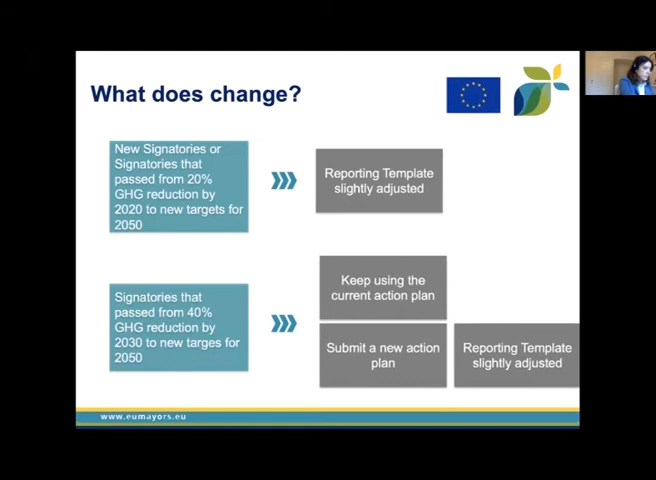 What does change?
New Signatories or
Signatories that
passed from 20%
GHG reduction by
2020 to new targets for
2050
Reporting Template
slightly adjusted
Signatories that
passed from 40%
GHG reduction by
2030 to new targes for
2050
Keep using the
current action plan
Submit a new action
plan
Reporting Template
slightly adjusted
www.eumayors.eu